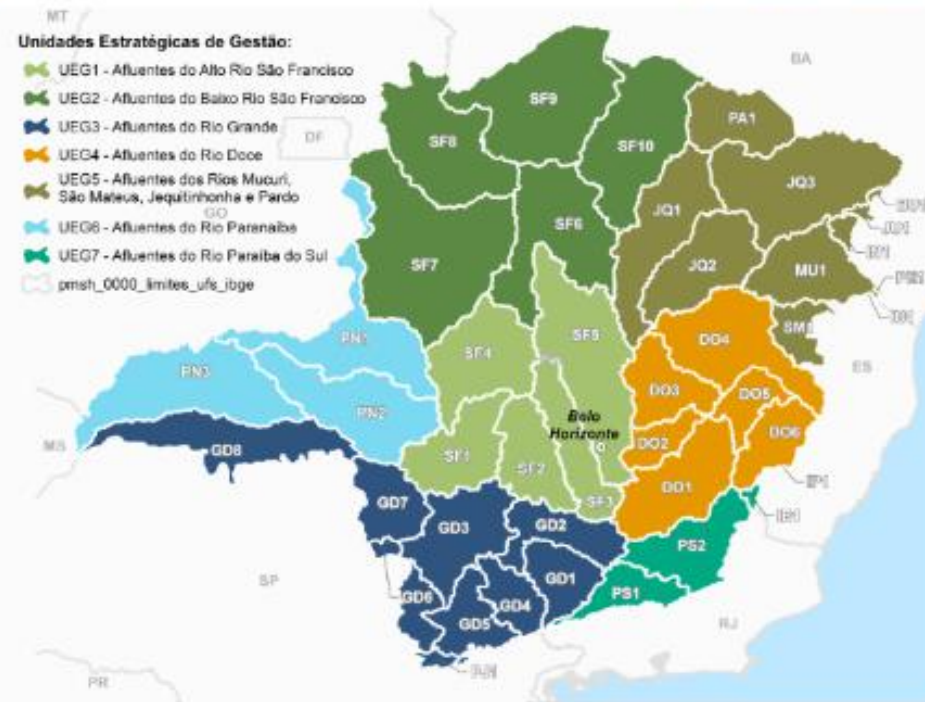 MT
BA
Unidades Estratégicas de Gestão:
UEG1 - Afluentes do Alto Rio São Francisco
UEG2 - Afluentes do Baixo Rio São Francisco
UEG3 - Afluentes do Rio Grande
DF
UEG4 - Afluentes do Rio Doce
UEG5 - Afluentes dos Rios Mucuri,
São Mateus, Jequitinhonha e Pardo
GO
UEG6 - Afluentes do Rio Paranaíba
UEG7 - Afluentes do Rio Paraíba do Sul
pmsh_0000_limites_ufs_ibge
SF9
SF8
SF10
PA1
JQ3
JQ1
SF6
SF7
JQ2
MU1
SM1
SF5
SF4
DO4
PN1
PN3
PN2
DO3
DO5
ES
Belo
Horizonte
DO2
DO6
MS
GD8
SF1
SF2
SF3
DO1
GD7
GD3
GD2
PS2
SP
GD1
PS1
GD6
GD4
GD5
RJ
PR